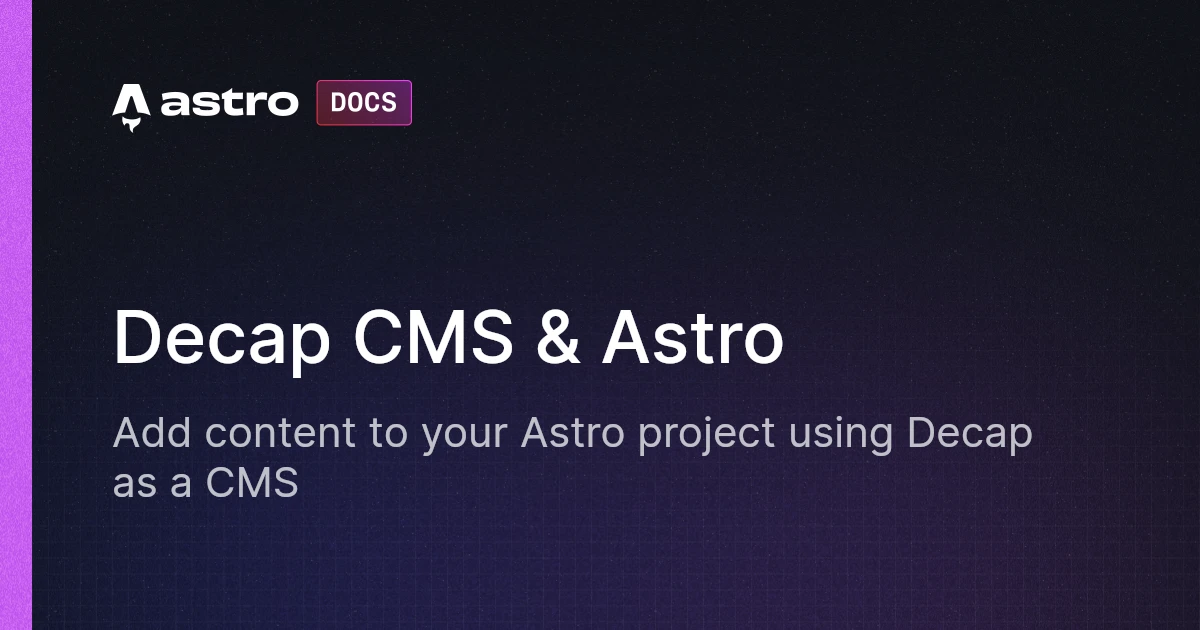 astro DOCS
Decap CMS & Astro
Add content to your Astro project using Decap
as a CMS